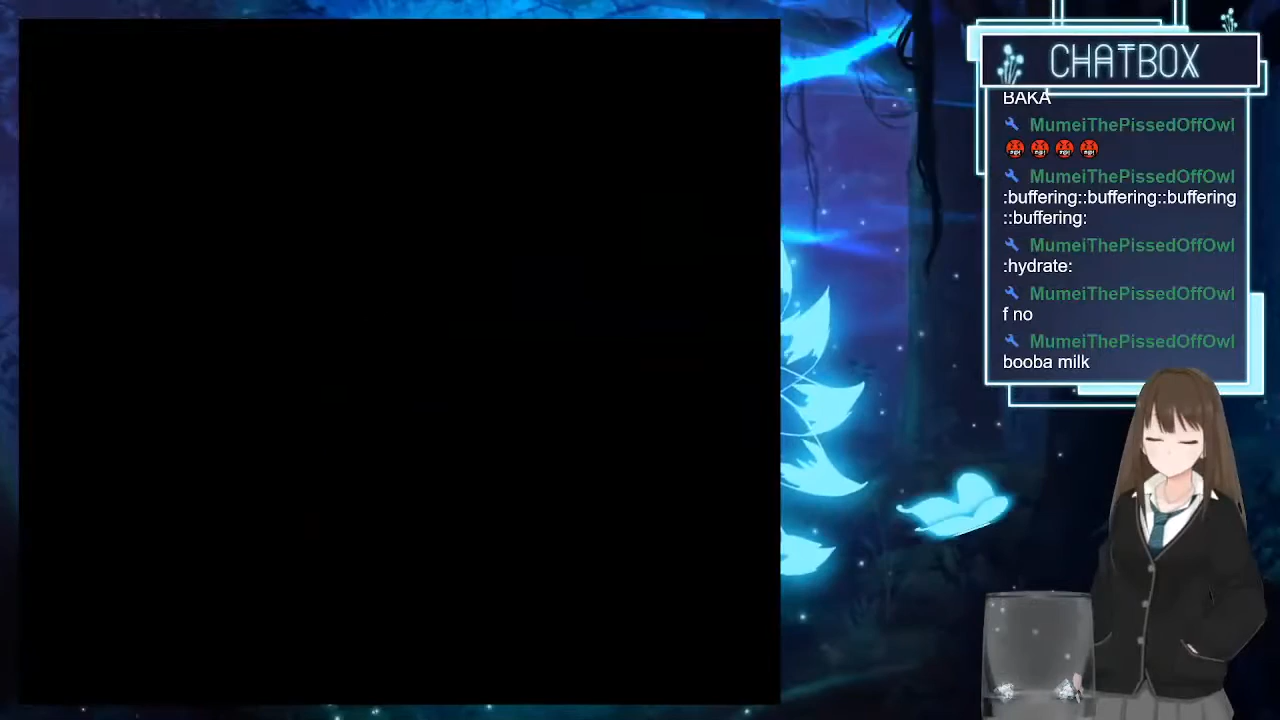 CHATBOX
BAKA
MumeiThePissedOffOwl
MumeiThePissedOffOwl
:buffering::buffering::buffering
::buffering:
MumeiThePissedOffOwl
:hydrate:
MumeiThePissedOffOwl
f no
MumeiThePissedOffOwl
booba milk